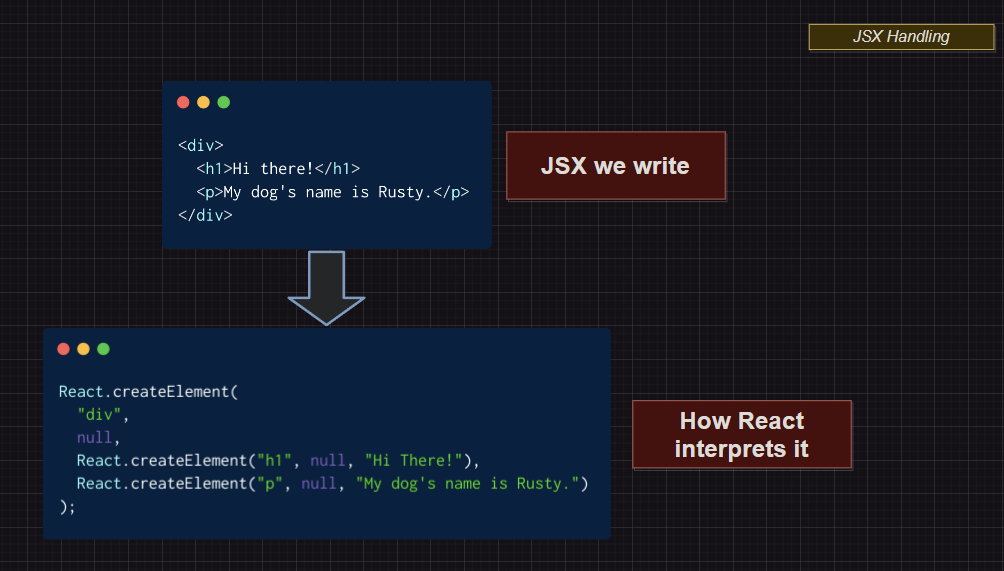 JSX Handling
<div>
  <h1>Hi there!</h1>
  <p>My dog's name is Rusty.</p>
</div>
JSX we write
React.createElement(
  "div",
  null,
  React.createElement("h1", null, "Hi There!"),
  React.createElement("p", null, "My dog's name is Rusty.")
);
How React
interprets it